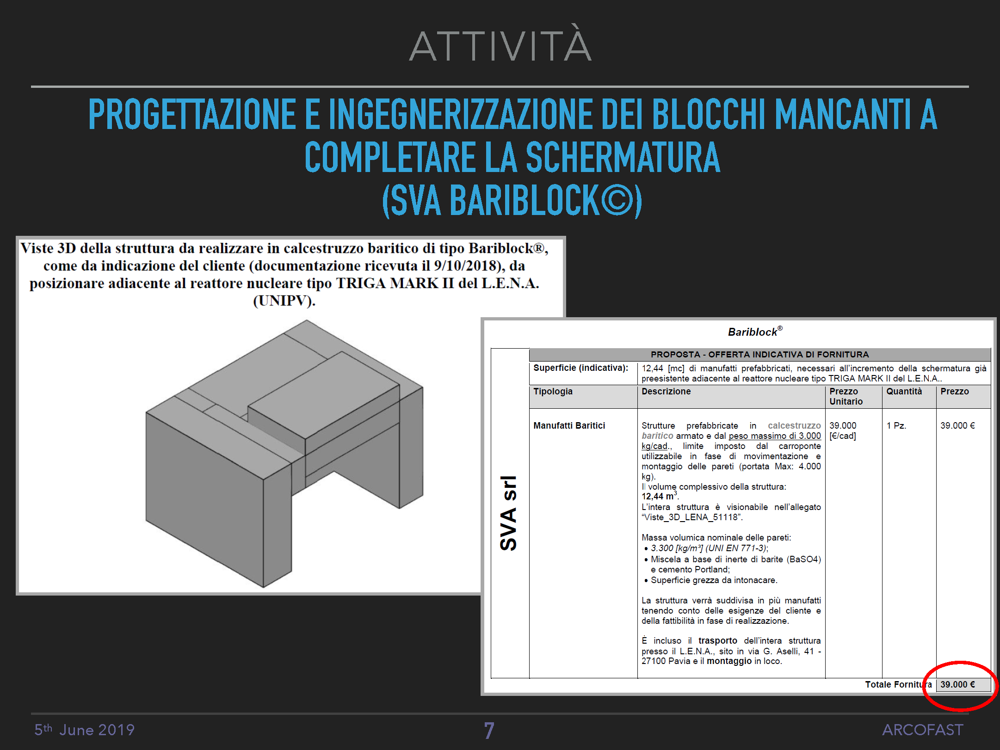 ATTIVITÀ
PROGETTAZIONE E INGEGNERIZZAZIONE DEI BLOCCHI MANCANTI A
COMPLETARE LA SCHERMATURA
(SVA BARIBLOCK©)
Viste 3D della struttura da realizzare in calcestruzzo baritico di tipo Bariblock®,
come da indicazione del cliente (documentazione ricevuta il 9/10/2018), da
posizionare adiacente al reattore nucleare tipo TRIGA MARK II del L.E.N.A.
(UNIPV).
Bariblock®
SVA srl
PROPOSTA - OFFERTA INDICATIVA DI FORNITURA
Superficie (indicativa):
12,44 [mc] di manufatti prefabbricati, necessari all'incremento della schermatura già
preesistente adiacente al reattore nucleare tipo TRIGA MARK II del L.E.N.A..
Tipologia
Descrizione
Prezzo
Unitario
Quantità
Prezzo
Manufatti Baritici
Strutture prefabbricate in calcestruzzo
baritico armato e dal peso massimo di 3.000
kg/cad., limite imposto dal carroponte
utilizzabile in fase di movimentazione e
montaggio delle pareti (portata Max: 4.000
kg).
Il volume complessivo della struttura:
12,44 m³.
L'intera struttura è visionabile nell'allegato
“Viste_3D_LENA_51118”.
Massa volumica nominale delle pareti:
• 3.300 [kg/m³] (UNI EN 771-3);
• Miscela a base di inerte di barite (BaSO4)
e cemento Portland;
• Superficie grezza da intonacare.
La struttura verrà suddivisa in più manufatti
tenendo conto delle esigenze del cliente e
della fattibilità in fase di realizzazione.
È incluso il trasporto dell'intera struttura
presso il L.E.N.A., sito in via G. Aselli, 41 -
27100 Pavia e il montaggio in loco.
39.000
[€/cad]
1 Pz.
39.000 €
Totale Fornitura
39.000 €
5th June 2019
7
ARCOFAST